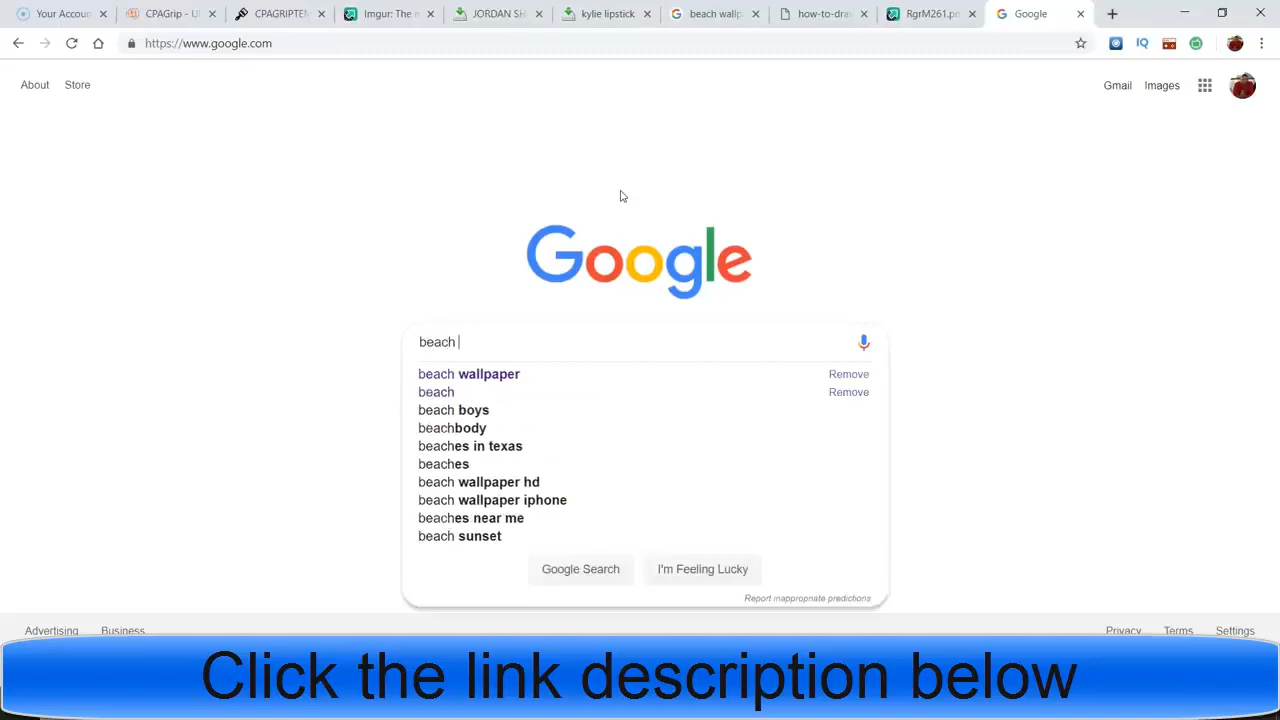 Your Accoun
CPAGrip - U
CPAGRIPTEM
Imgur: The m
JORDAN SH
kylie lipstick
beach wallp
how-to-dra
RgrM261.pn
Google
https://www.google.com
IQ
About
Store
Gmail
Images
Google
beach
beach wallpaper
Remove
beach
Remove
beach boys
beachbody
beaches in texas
beaches
beach wallpaper hd
beach wallpaper iphone
beaches near me
beach sunset
Google Search
I'm Feeling Lucky
Report inappropriate predictions
Advertising
Business
Privacy
Terms
Settings
Click the link description below